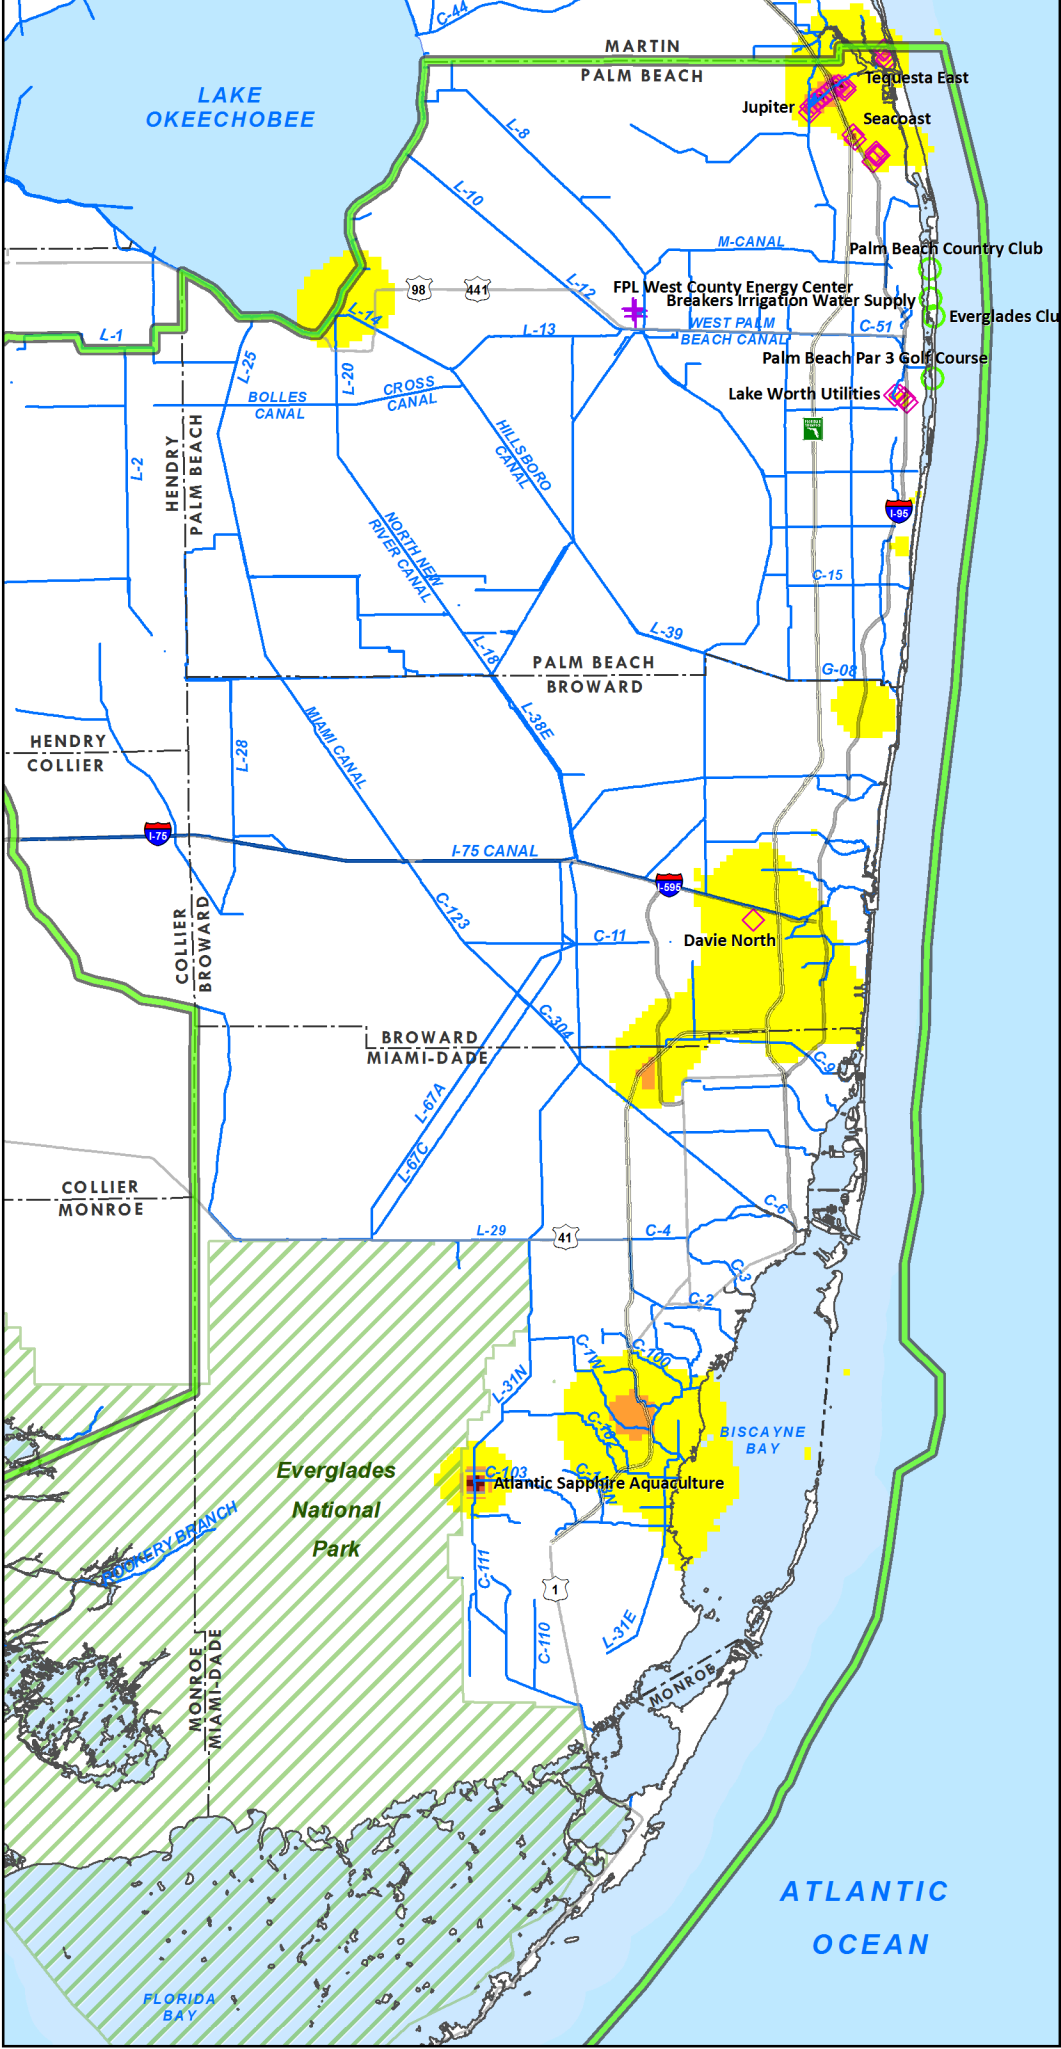 C-44
MARTIN
PALM BEACH
LAKE
OKEECHOBEE
Tequesta East
Jupiter
Seacoast
L-8
L-10
M-CANAL
Palm Beach Country Club
98
441
L-12
FPL West County Energy Center
Breakers Irrigation Water Supply
Everglades Clu
L-14
L-13
WEST PALM
BEACH CANAL
C-51
L-1
L-25
L-20
Palm Beach Par 3 Golf Course
CROSS
CANAL
BOLLES
CANAL
Lake Worth Utilities
HENDRY
PALM BEACH
L-2
HILLSBORO
CANAL
I-95
NORTH NEW
RIVER CANAL
C-15
L-39
L-18
PALM BEACH
BROWARD
G-08
L-38E
MIAMI CANAL
HENDRY
COLLIER
L-28
I-75
I-75 CANAL
I-595
COLLIER
BROWARD
C-123
C-11
Davie North
C-304
BROWARD
MIAMI-DADE
C-9
L-67A
L-67C
COLLIER
MONROE
C-6
L-29
41
C-4
C-3
C-2
C-1W
C-100
L-31N
BISCAYNE
BAY
Everglades
National
Park
C-103
Atlantic Sapphire Aquaculture
ROOKERY BRANCH
C-111
1
C-110
L-31E
MONROE
MIAMI-DADE
MONROE
ATLANTIC
OCEAN
FLORIDA
BAY